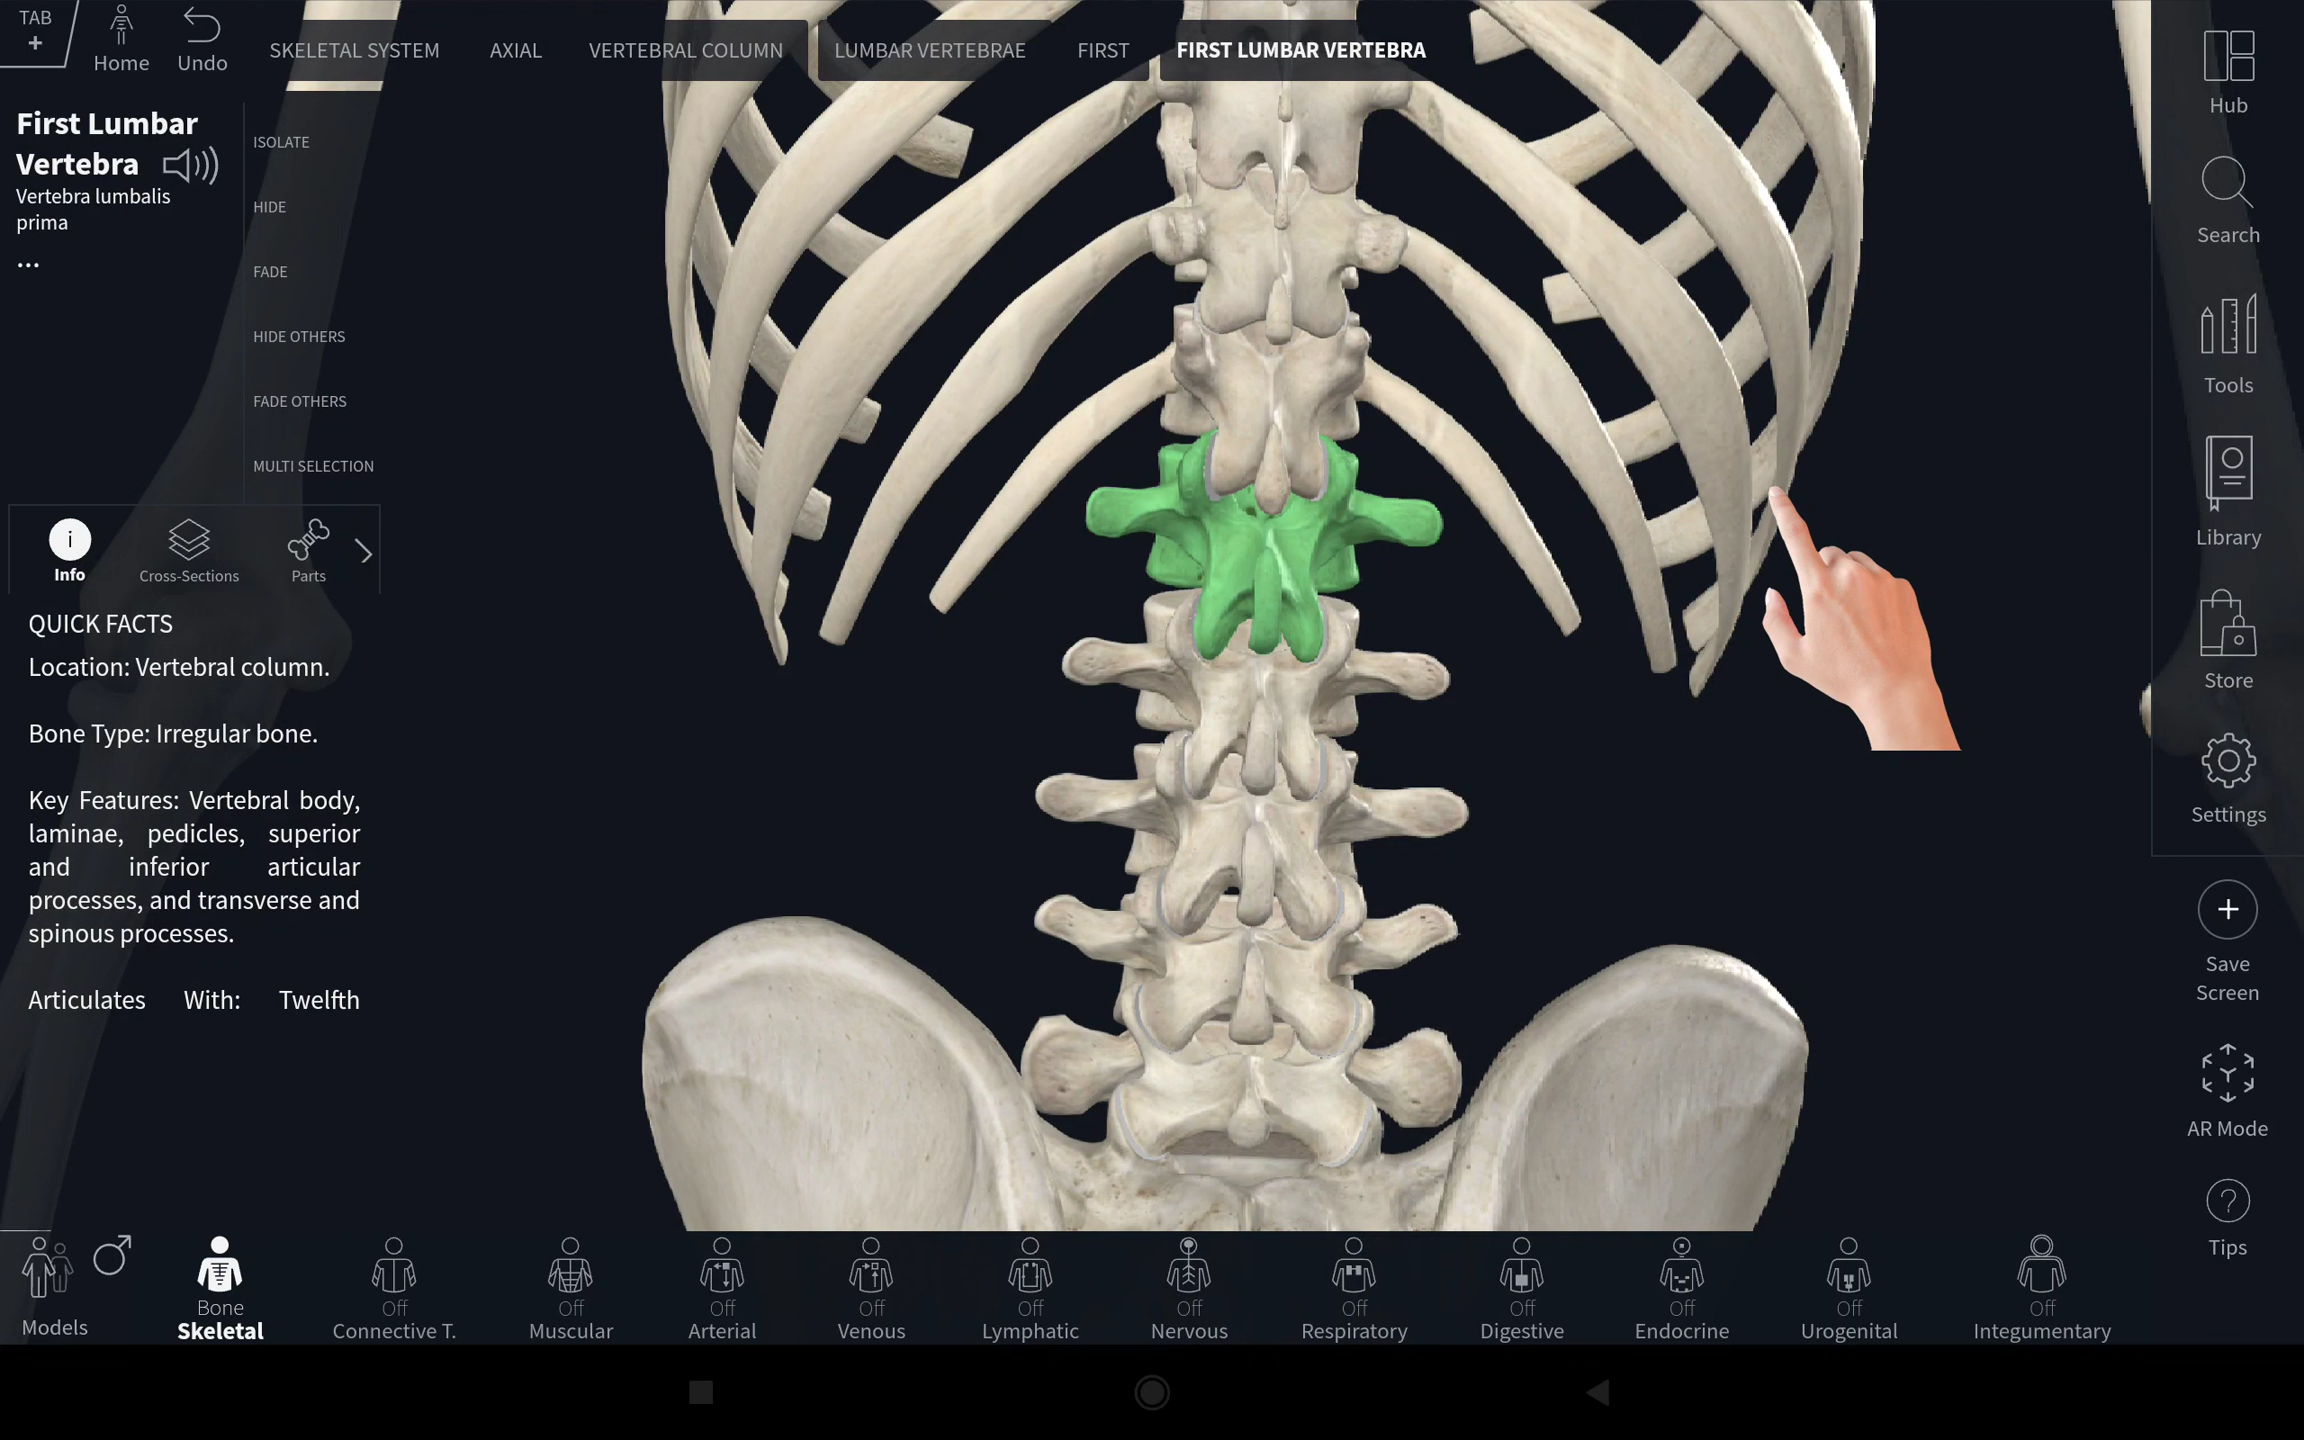 TAB
+
Home
Undo
SKELETAL SYSTEM
AXIAL
VERTEBRAL COLUMN
LUMBAR VERTEBRAE
FIRST
FIRST LUMBAR VERTEBRA
First Lumbar
Vertebra
Vertebra lumbalis
prima
...
ISOLATE
HIDE
FADE
HIDE OTHERS
FADE OTHERS
MULTI SELECTION
i
Info
Cross-Sections
Parts
QUICK FACTS
Location: Vertebral column.
Bone Type: Irregular bone.
Key Features: Vertebral body,
laminae, pedicles, superior
and inferior articular
processes, and transverse and
spinous processes.
Articulates With: Twelfth
Hub
Search
Tools
Library
Store
Settings
+
Save
Screen
AR Mode
?
Tips
Models
Bone
Skeletal
Off
Connective T.
Off
Muscular
Off
Arterial
Off
Venous
Off
Lymphatic
Off
Nervous
Off
Respiratory
Off
Digestive
Off
Endocrine
Off
Urogenital
Off
Integumentary